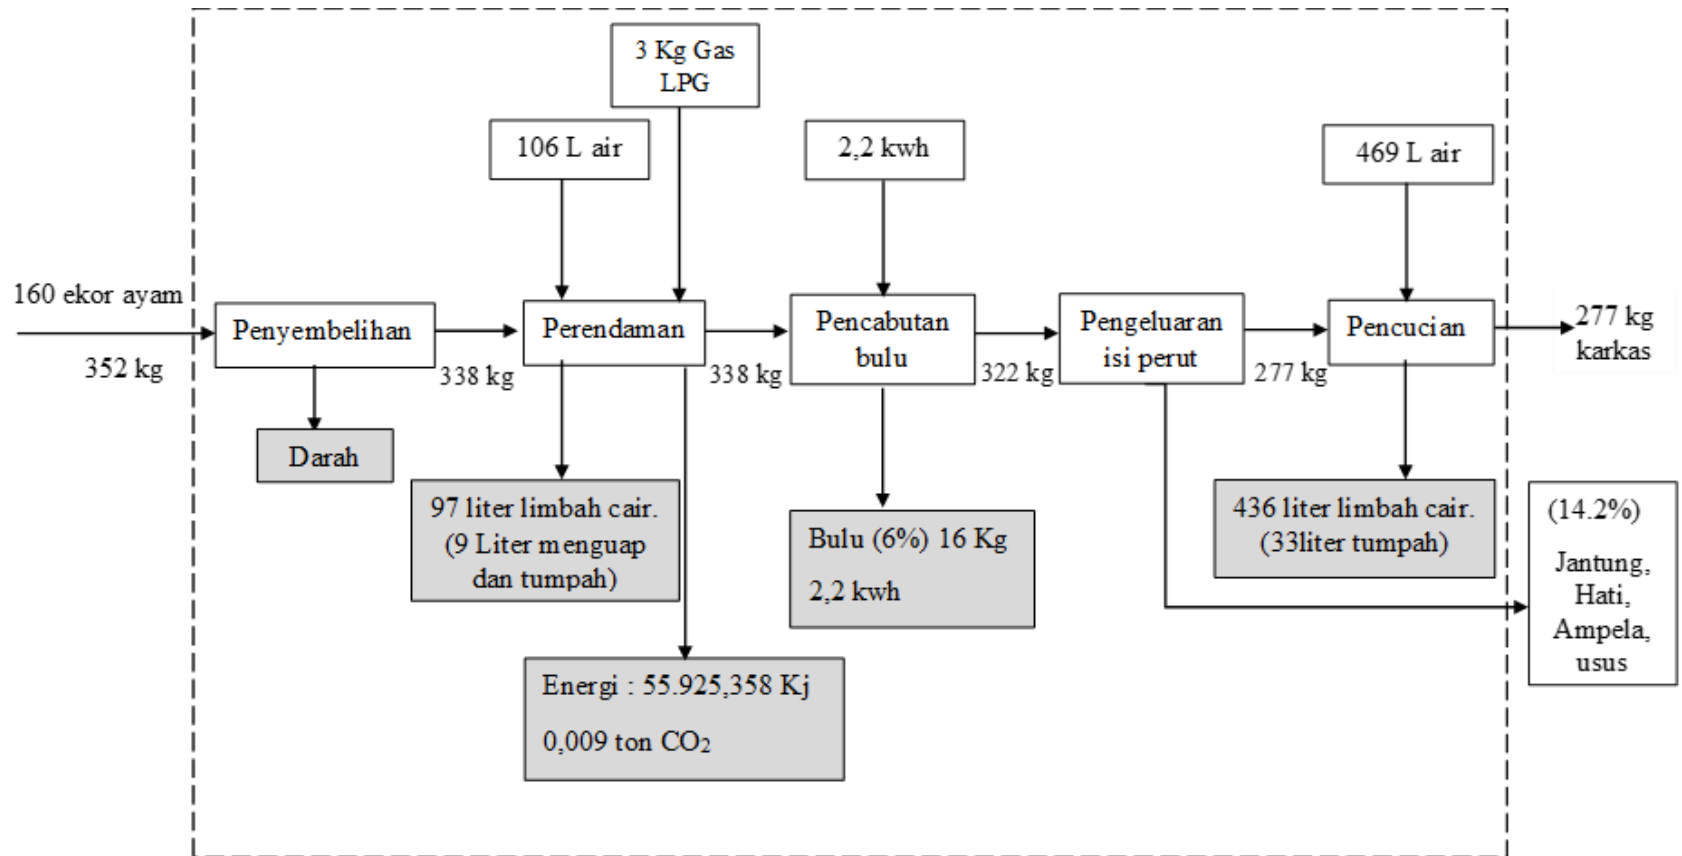 3 Kg Gas
LPG
106 L air
2,2 kwh
469 L air
160 ekor ayam
352 kg
Penyembelihan
338 kg
Perendaman
338 kg
Pencabutan
bulu
322 kg
Pengeluaran
isi perut
277 kg
Pencucian
277 kg
karkas
Darah
97 liter limbah cair.
(9 Liter menguap
dan tumpah)
Bulu (6%) 16 Kg
2,2 kwh
436 liter limbah cair.
(33liter tumpah)
(14.2%)
Jantung,
Hati,
Ampela,
usus
Energi : 55.925,358 Kj
0,009 ton CO₂